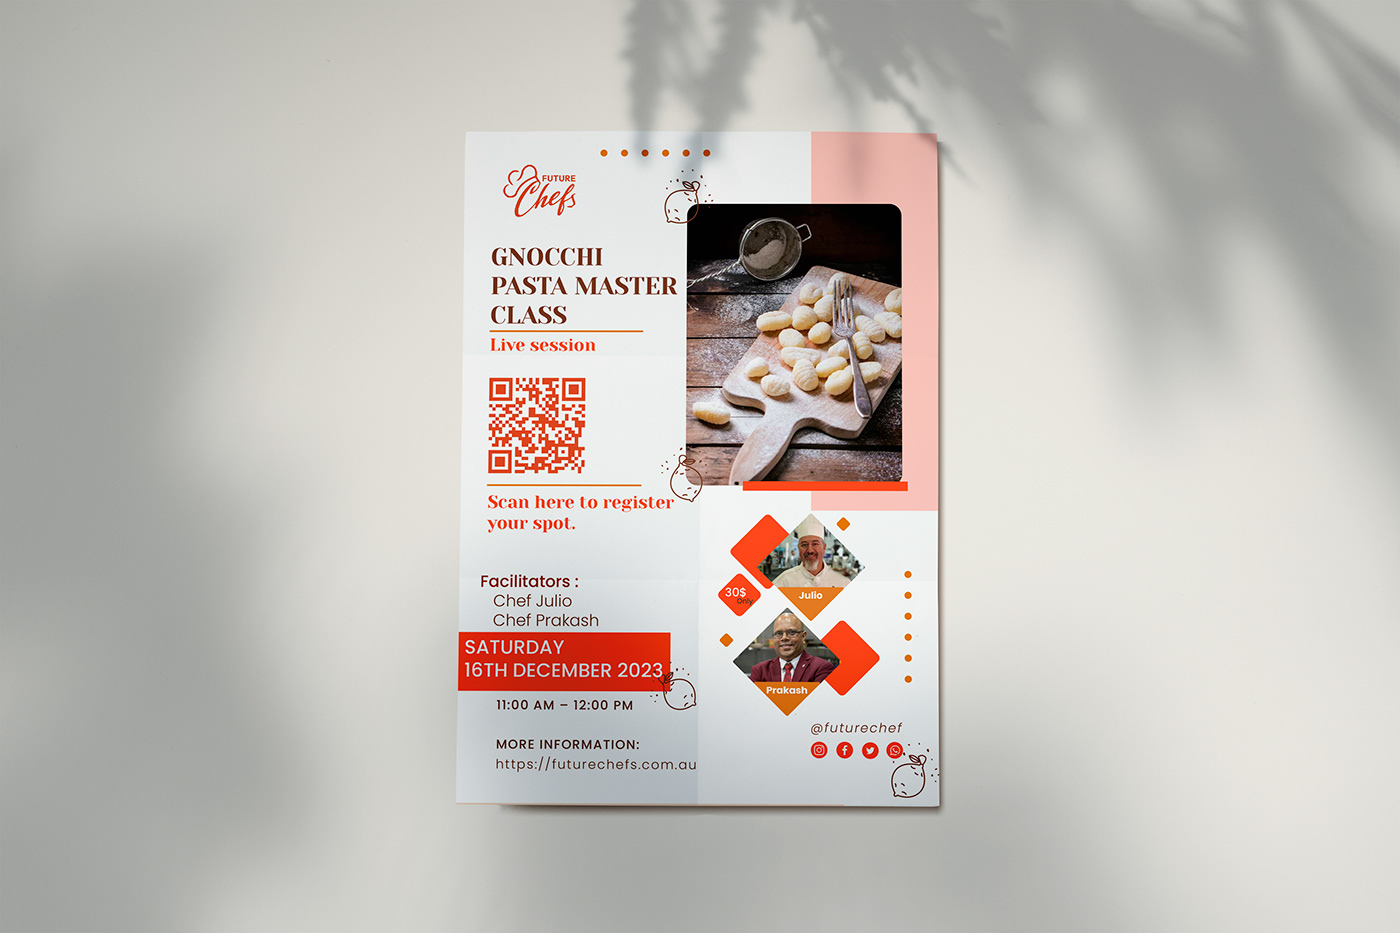 FUTURE
Chefs
GNOCCHI
PASTA MASTER
CLASS
Live session
Scan here to register
your spot.
Facilitators :
Chef Julio
Chef Prakash
SATURDAY
16TH DECEMBER 2023
11:00 AM – 12:00 PM
MORE INFORMATION:
https://futurechefs.com.au
30$
Only
Julio
Prakash
@futurechef